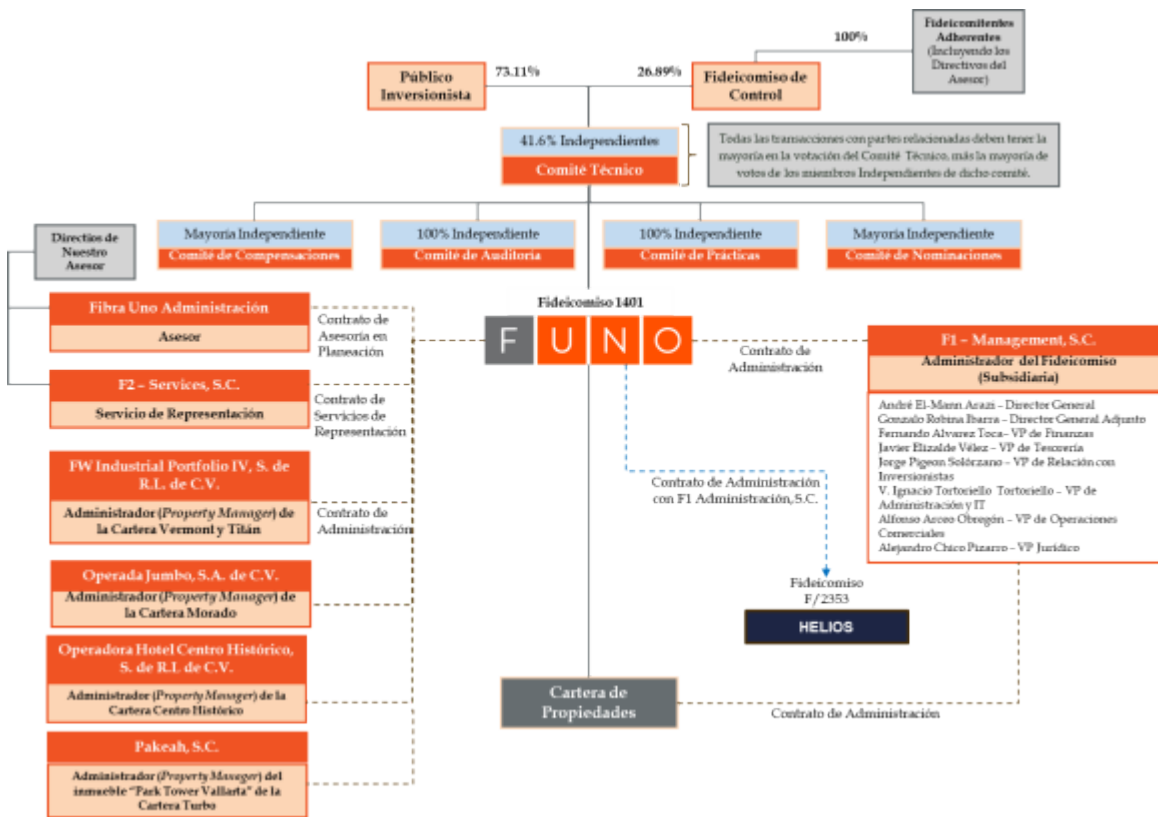 Fideicomitentes
Adherentes
(Incluyendo los
Directivos del
Asesor)
100%
Público
Inversionista
73.11%
26.89%
Fideicomiso de
Control
41.6% Independientes
Comité Técnico
Todas las transacciones con partes relacionadas deben tener la
mayoría en la votación del Comité Técnico, más la mayoría de
votos de los miembros Independientes de dicho comité.
Mayoría Independiente
Comité de Compensaciones
100% Independiente
Comité de Auditoría
100% Independiente
Comité de Prácticas
Mayoría Independiente
Comité de Nominaciones
Directios de
Nuestro
Asesor
Fibra Uno Administración
Asesor
Contrato de
Asesoría en
Planeación
F2 – Services, S.C.
Servicio de Representación
Contrato de
Servicios de
Representación
FW Industrial Portfolio IV, S. de
R.L. de C.V.
Administrador (Property Manager) de
la Cartera Vermont y Titán
Contrato de
Administración
Operada Jumbo, S.A. de C.V.
Administrador (Property Manager) de
la Cartera Morado
Operadora Hotel Centro Histórico,
S. de R.L de C.V.
Administrador (Property Manager) de la
Cartera Centro Histórico
Pakeah, S.C.
Administrador (Property Manager) del
inmueble "Park Tower Vallarta" de la
Cartera Turbo
Fideicomiso 1401
FUNO
Contrato de
Administración
F1 – Management, S.C.
Administrador del Fideicomiso
(Subsidiaria)
André El-Mann Arazi – Director General
Gonzalo Robina Ibarra – Director General Adjunto
Fernando Alvarez Toca– VP de Finanzas
Javier Elizalde Vélez – VP de Tesorería
Jorge Pigeon Solórzano – VP de Relación con
Inversionistas
V. Ignacio Tortoriello Tortoriello – VP de
Administración y IT
Alfonso Arceo Obregón – VP de Operaciones
Comerciales
Alejandro Chico Pizarro – VP Jurídico
Contrato de Administración
con F1 Administración, S.C.
Fideicomiso
F/2353
HELIOS
Cartera de
Propiedades
Contrato de Administración